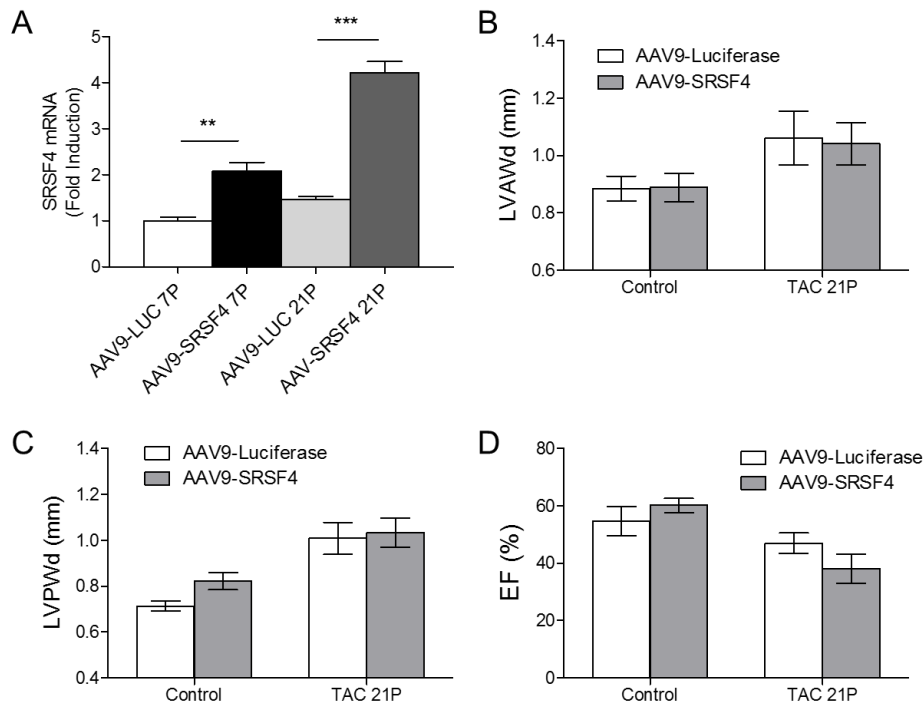 A
SRSF4 mRNA
(Fold Induction)
5
4
3
2
1
0
**
***
AAV9-LUC 7P
AAV9-SRSF4 7P
AAV9-LUC 21P
AAV-SRSF4 21P
B
LVAWd (mm)
1.4
1.2
1.0
0.8
0.6
AAV9-Luciferase
AAV9-SRSF4
Control
TAC 21P
C
LVPWd (mm)
1.4
1.2
1.0
0.8
0.6
0.4
AAV9-Luciferase
AAV9-SRSF4
Control
TAC 21P
D
EF (%)
80
60
40
20
0
AAV9-Luciferase
AAV9-SRSF4
Control
TAC 21P